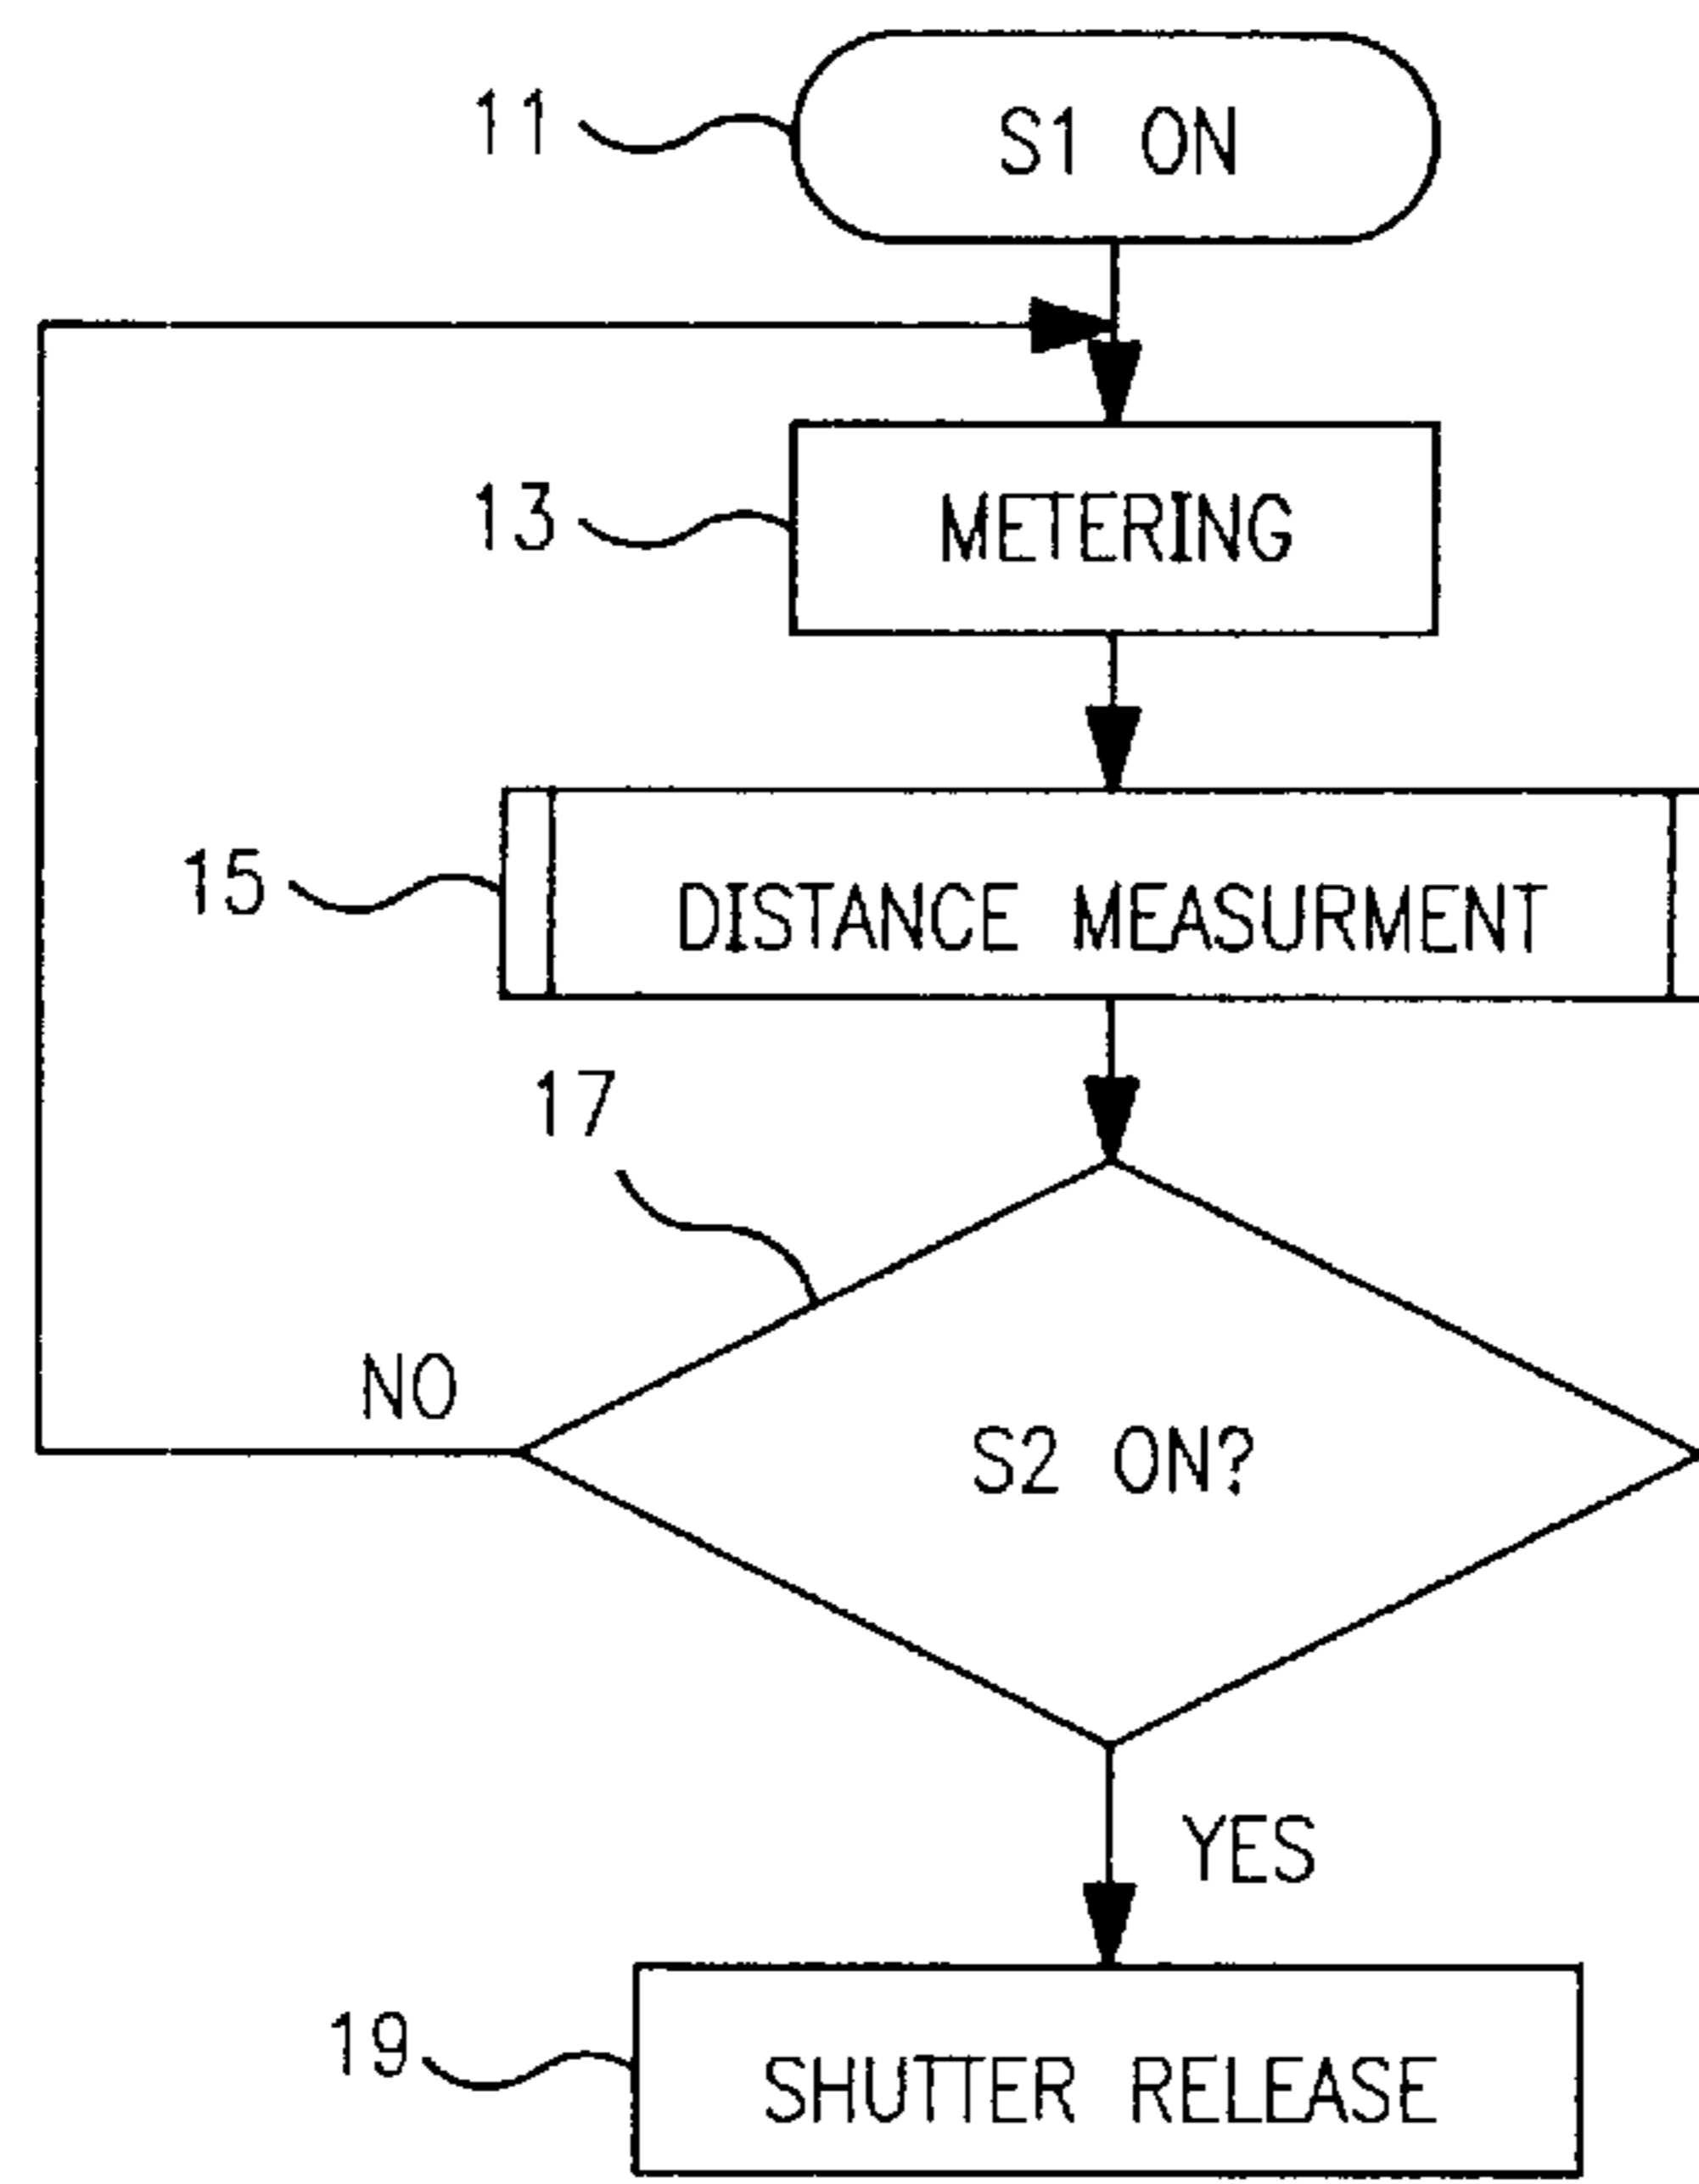 11
S1 ON
13
METERING
15
DISTANCE MEASURMENT
17
NO
S2 ON?
YES
19
SHUTTER RELEASE